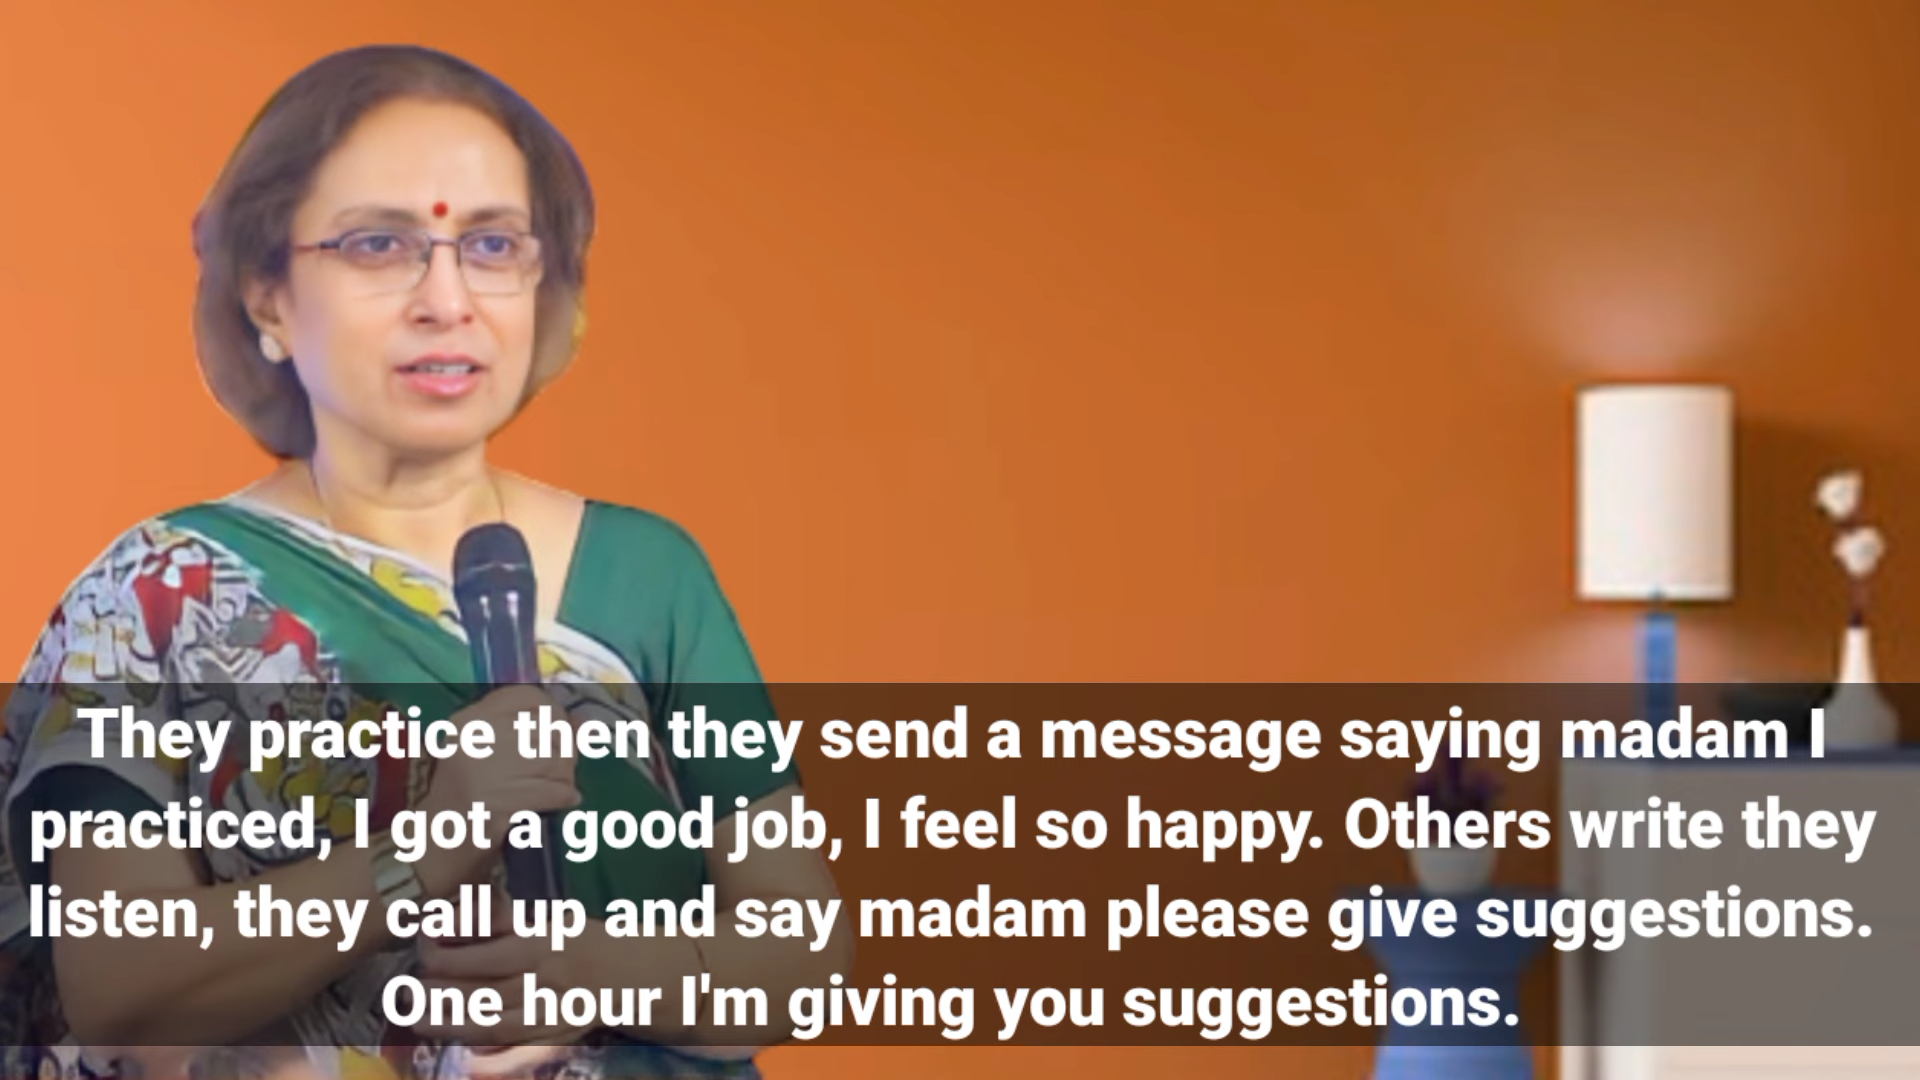 They practice then they send a message saying madam I
practiced, I got a good job, I feel so happy. Others write they
listen, they call up and say madam please give suggestions.
One hour I'm giving you suggestions.